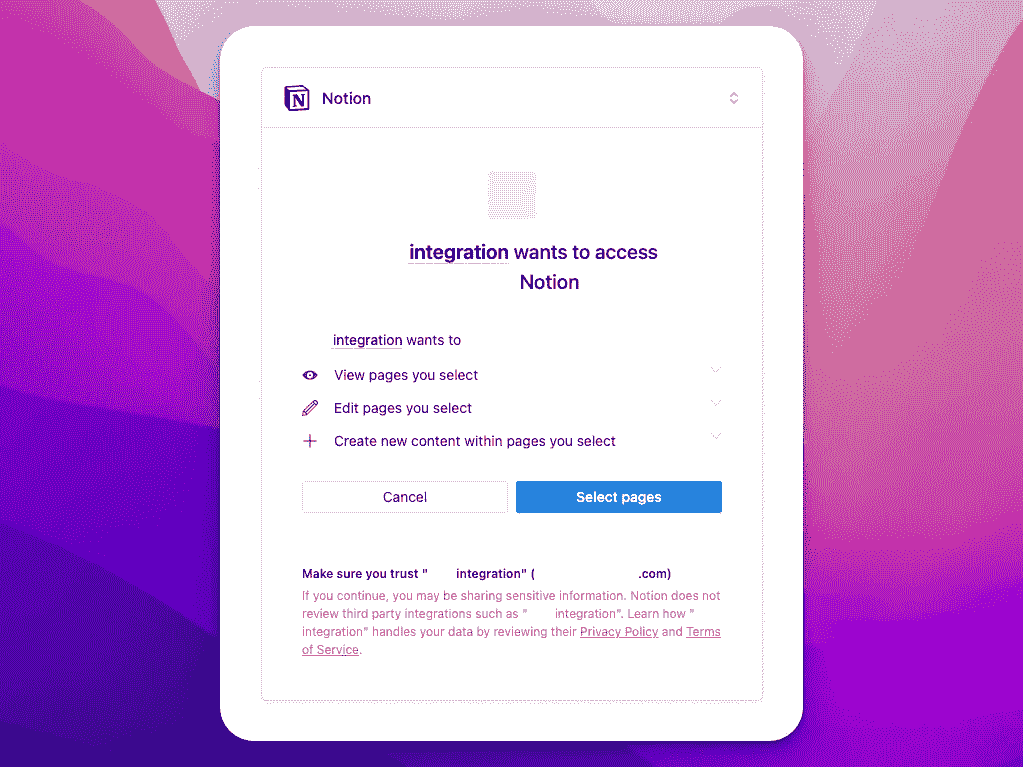 Notion
integration wants to access
Notion
integration wants to
View pages you select
Edit pages you select
Create new content within pages you select
Cancel
Select pages
Make sure you trust " integration" ( .com)
If you continue, you may be sharing sensitive information. Notion does not
review third party integrations such as " integration". Learn how "
integration" handles your data by reviewing their Privacy Policy and Terms
of Service.